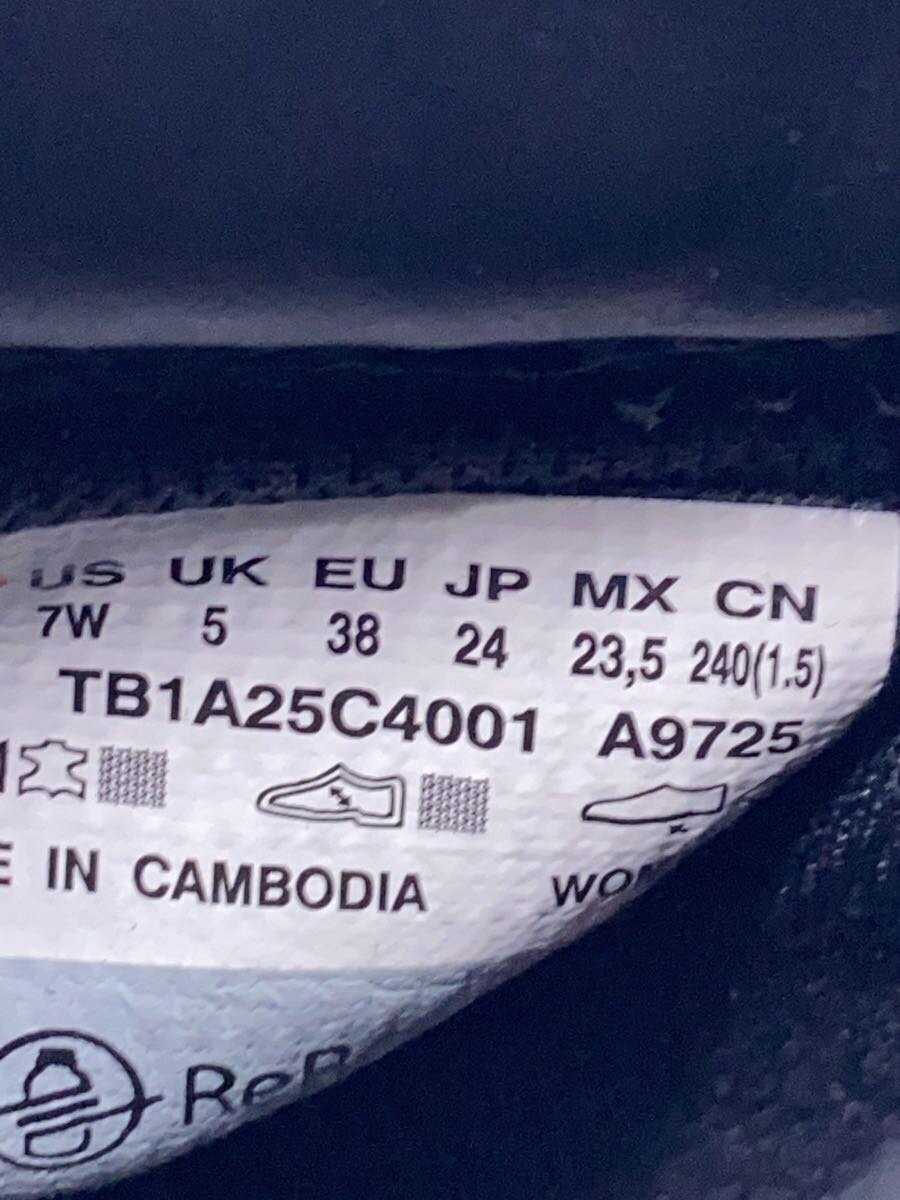 US UK EU JP MX CN
7W 5 38 24 23,5 240(1.5)
TB1A25C4001 A9725
IN CAMBODIA